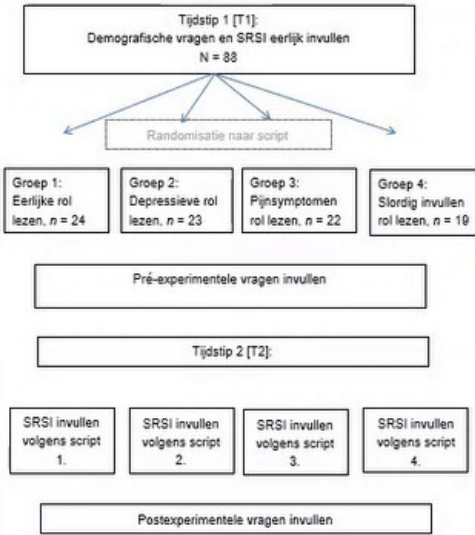 Tijdstip 1 [T1]:
Demografische vragen en SRSI eerlijk invullen
N = 88
Randomisatie naar script
Groep 1:
Eerlijke rol
lezen, n = 24
Groep 2:
Depressieve rol
lezen, n = 23
Groep 3:
Pijnsymptomen
rol lezen, n = 22
Groep 4:
Slordig invullen
rol lezen, n = 19
Pré-experimentele vragen invullen
Tijdstip 2 [T2]:
SRSI invullen
volgens script
1.
SRSI invullen
volgens script
2.
SRSI invullen
volgens script
3.
SRSI invullen
volgens script
4.
Postexperimentele vragen invullen